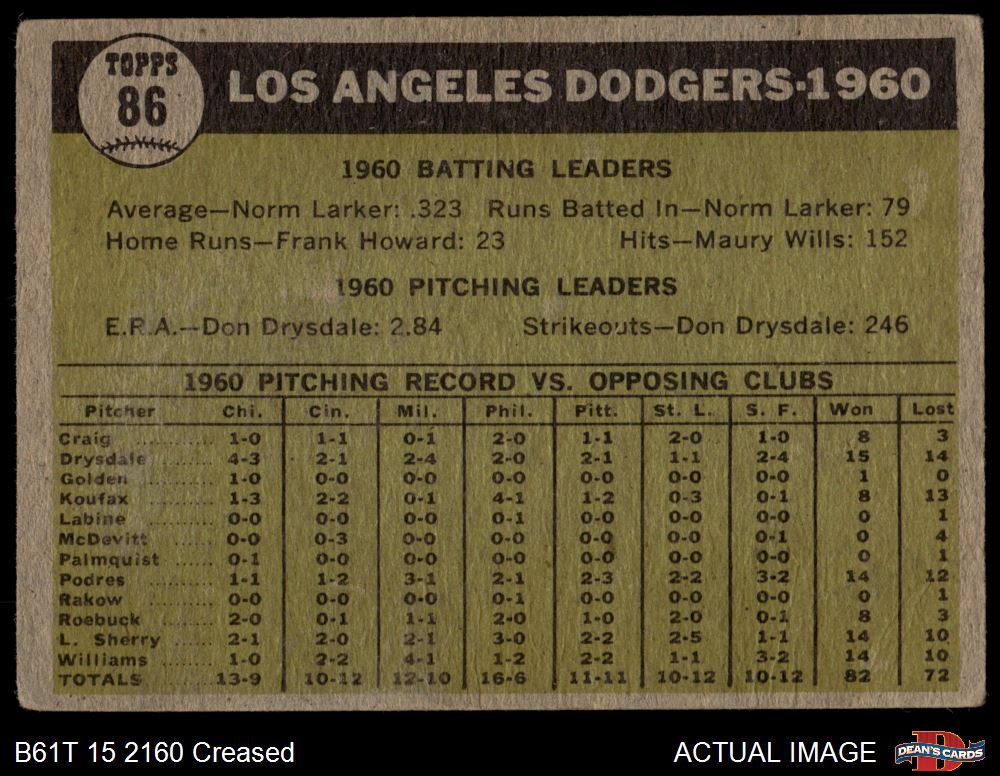 TOPPS
86
LOS ANGELES DODGERS-1960
1960 BATTING LEADERS
Average—Norm Larker: .323 Runs Batted In—Norm Larker: 79
Home Runs—Frank Howard: 23 Hits—Maury Wills: 152
1960 PITCHING LEADERS
E.R.A.—Don Drysdale: 2.84 Strikeouts—Don Drysdale: 246
1960 PITCHING RECORD VS. OPPOSING CLUBS
Pitcher Chi. Cin. Mil. Phil. Pitt. St. L. S. F. Won Lost
Craig .......... 1-0 1-1 0-1 2-0 1-1 2-0 1-0 8 3
Drysdale ....... 4-3 2-1 2-4 2-0 2-1 1-1 2-4 15 14
Golden ........ 1-0 0-0 0-0 0-0 0-0 0-0 0-0 1 0
Koufax ........ 1-3 2-2 0-1 4-1 1-2 0-3 0-1 8 13
Labine ........ 0-0 0-0 0-0 0-1 0-0 0-0 0-0 0 1
McDevitt ...... 0-0 0-3 0-0 0-0 0-0 0-0 0-1 0 4
Palmquist ...... 0-1 0-0 0-0 0-0 0-0 0-0 0-0 0 1
Podres ........ 1-1 1-2 3-1 2-1 2-3 2-2 3-2 14 12
Rakow ........ 0-0 0-0 0-0 0-1 0-0 0-0 0-0 0 1
Roebuck ....... 2-0 0-1 1-1 2-0 1-0 2-0 0-1 8 3
L. Sherry ..... 2-1 2-0 2-1 3-0 2-2 2-5 1-1 14 10
Williams ....... 1-0 2-2 4-1 1-2 2-2 1-1 3-2 14 10
TOTALS ....... 13-9 10-12 12-10 16-6 11-11 10-12 10-12 82 72
B61T 15 2160 Creased ACTUAL IMAGE
D
DEAN'S CARDS